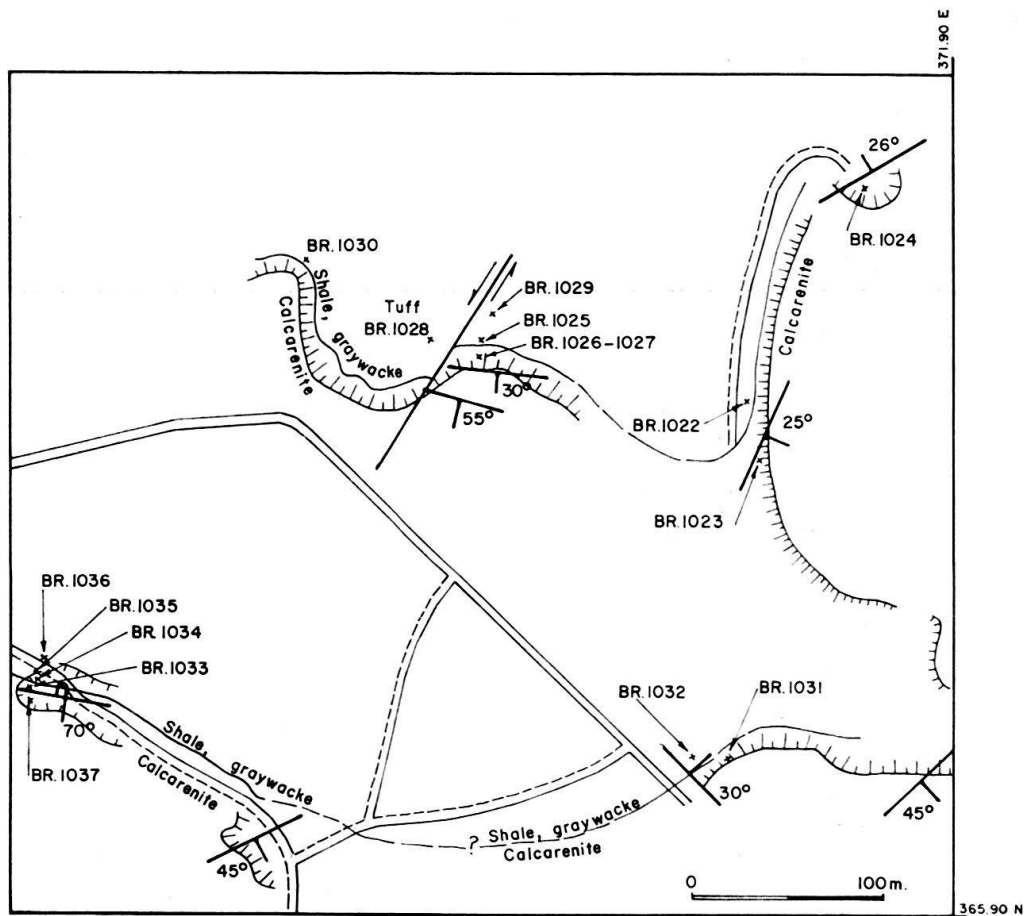 371.90 E
26°
BR. 1024
BR. 1030
Shale, graywacke
Calcarenite
Tuff
BR. 1028
BR. 1029
BR. 1025
BR. 1026-1027
30°
55°
Calcarenite
BR. 1022
25°
BR. 1023
BR. 1036
BR. 1035
BR. 1034
BR. 1033
70°
BR. 1037
Shale, graywacke
Calcarenite
45°
BR. 1032
BR. 1031
30°
45°
? Shale, graywacke
Calcarenite
0 100 m.
365.90 N